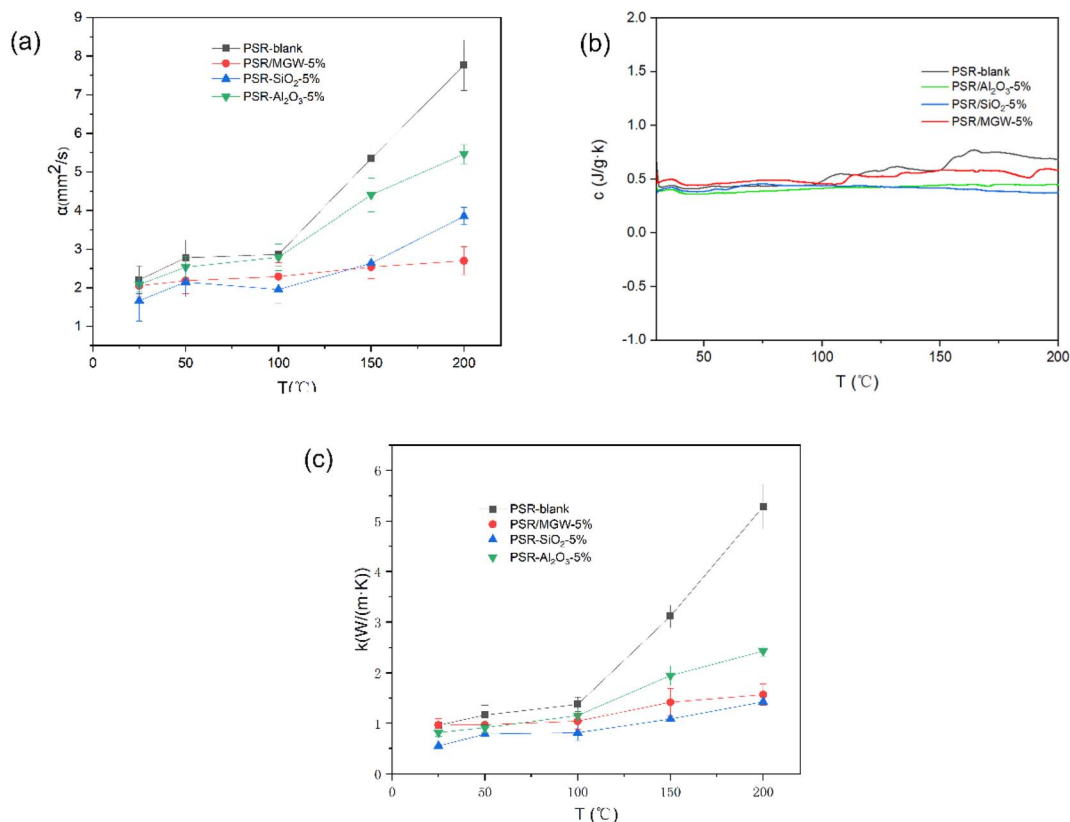 (a)
9
8
7
6
5
4
3
2
1
α(mm²/s)
PSR-blank
PSR/MGW-5%
PSR-SiO₂-5%
PSR-Al₂O₃-5%
0 50 100 150 200
T(℃)
(b)
2.0
1.5
1.0
0.5
0.0
-0.5
-1.0
c (J/g·k)
PSR-blank
PSR/Al₂O₃-5%
PSR/SiO₂-5%
PSR/MGW-5%
50 100 150 200
T (℃)
(c)
6
5
4
3
2
1
0
k(W/(m·K))
PSR-blank
PSR/MGW-5%
PSR-SiO₂-5%
PSR-Al₂O₃-5%
0 50 100 150 200
T (℃)